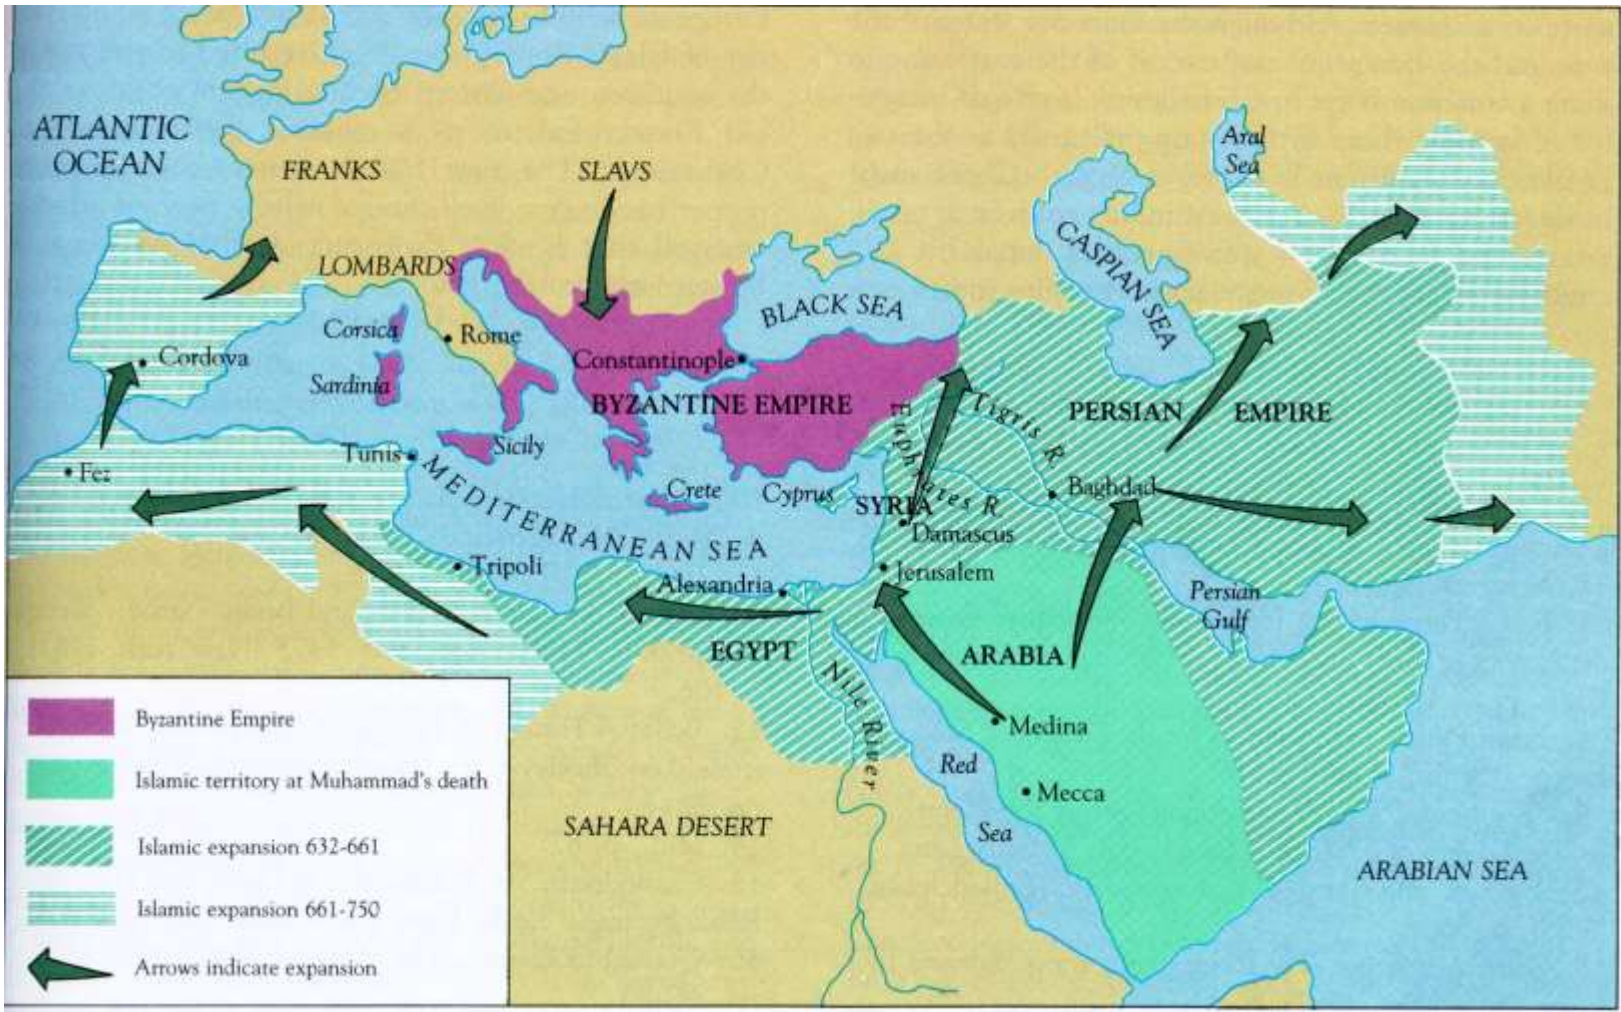 ATLANTIC
OCEAN
FRANKS
SLAVS
Aral
Sea
LOMBARDS
CASPIAN SEA
BLACK SEA
Corsica
Rome
Constantinople
Cordova
Sardinia
BYZANTINE EMPIRE
PERSIAN EMPIRE
Tigris R.
Euphrates R.
Sicily
Tunis
Fez
MEDITERRANEAN SEA
Crete
Cyprus
SYRIA
Baghdad
Damascus
Tripoli
Alexandria
Jerusalem
Persian
Gulf
EGYPT
ARABIA
Nile River
Medina
Red
Sea
Mecca
SAHARA DESERT
ARABIAN SEA
Byzantine Empire
Islamic territory at Muhammad's death
Islamic expansion 632-661
Islamic expansion 661-750
Arrows indicate expansion